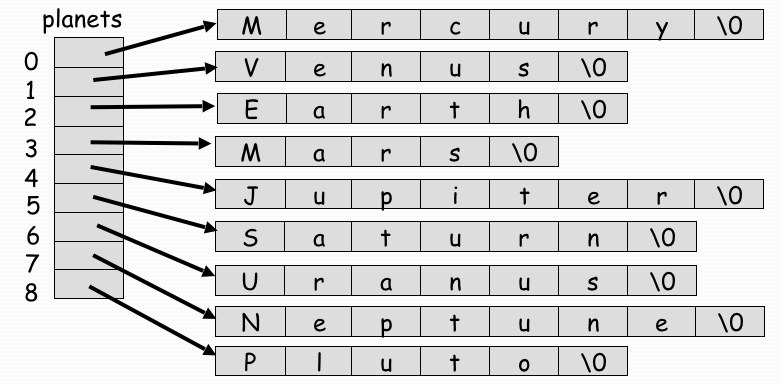 planets
0 M e r c u r y \0
1 V e n u s \0
2 E a r t h \0
3 M a r s \0
4 J u p i t e r \0
5 S a t u r n \0
6 U r a n u s \0
7 N e p t u n e \0
8 P l u t o \0